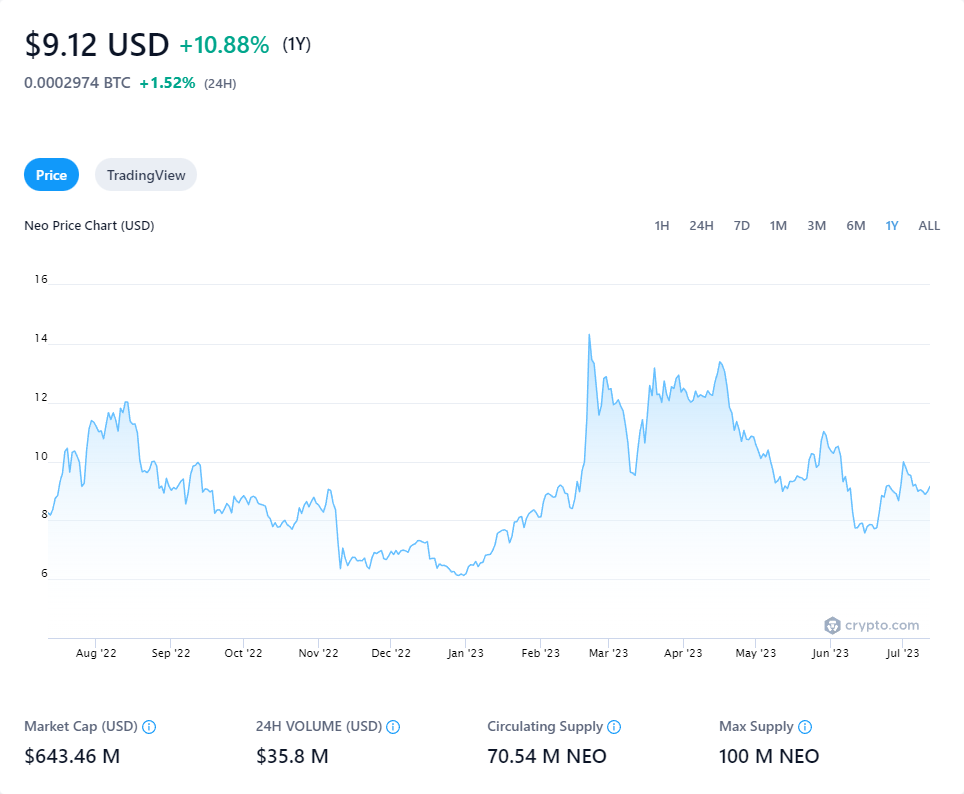 $9.12 USD +10.88% (1Y)
0.0002974 BTC +1.52% (24H)
Price TradingView
Neo Price Chart (USD) 1H 24H 7D 1M 3M 6M 1Y ALL
16
14
12
10
8
6
crypto.com
Aug '22 Sep '22 Oct '22 Nov '22 Dec '22 Jan '23 Feb '23 Mar '23 Apr '23 May '23 Jun '23 Jul '23
Market Cap (USD) 24H VOLUME (USD) Circulating Supply Max Supply
$643.46 M $35.8 M 70.54 M NEO 100 M NEO